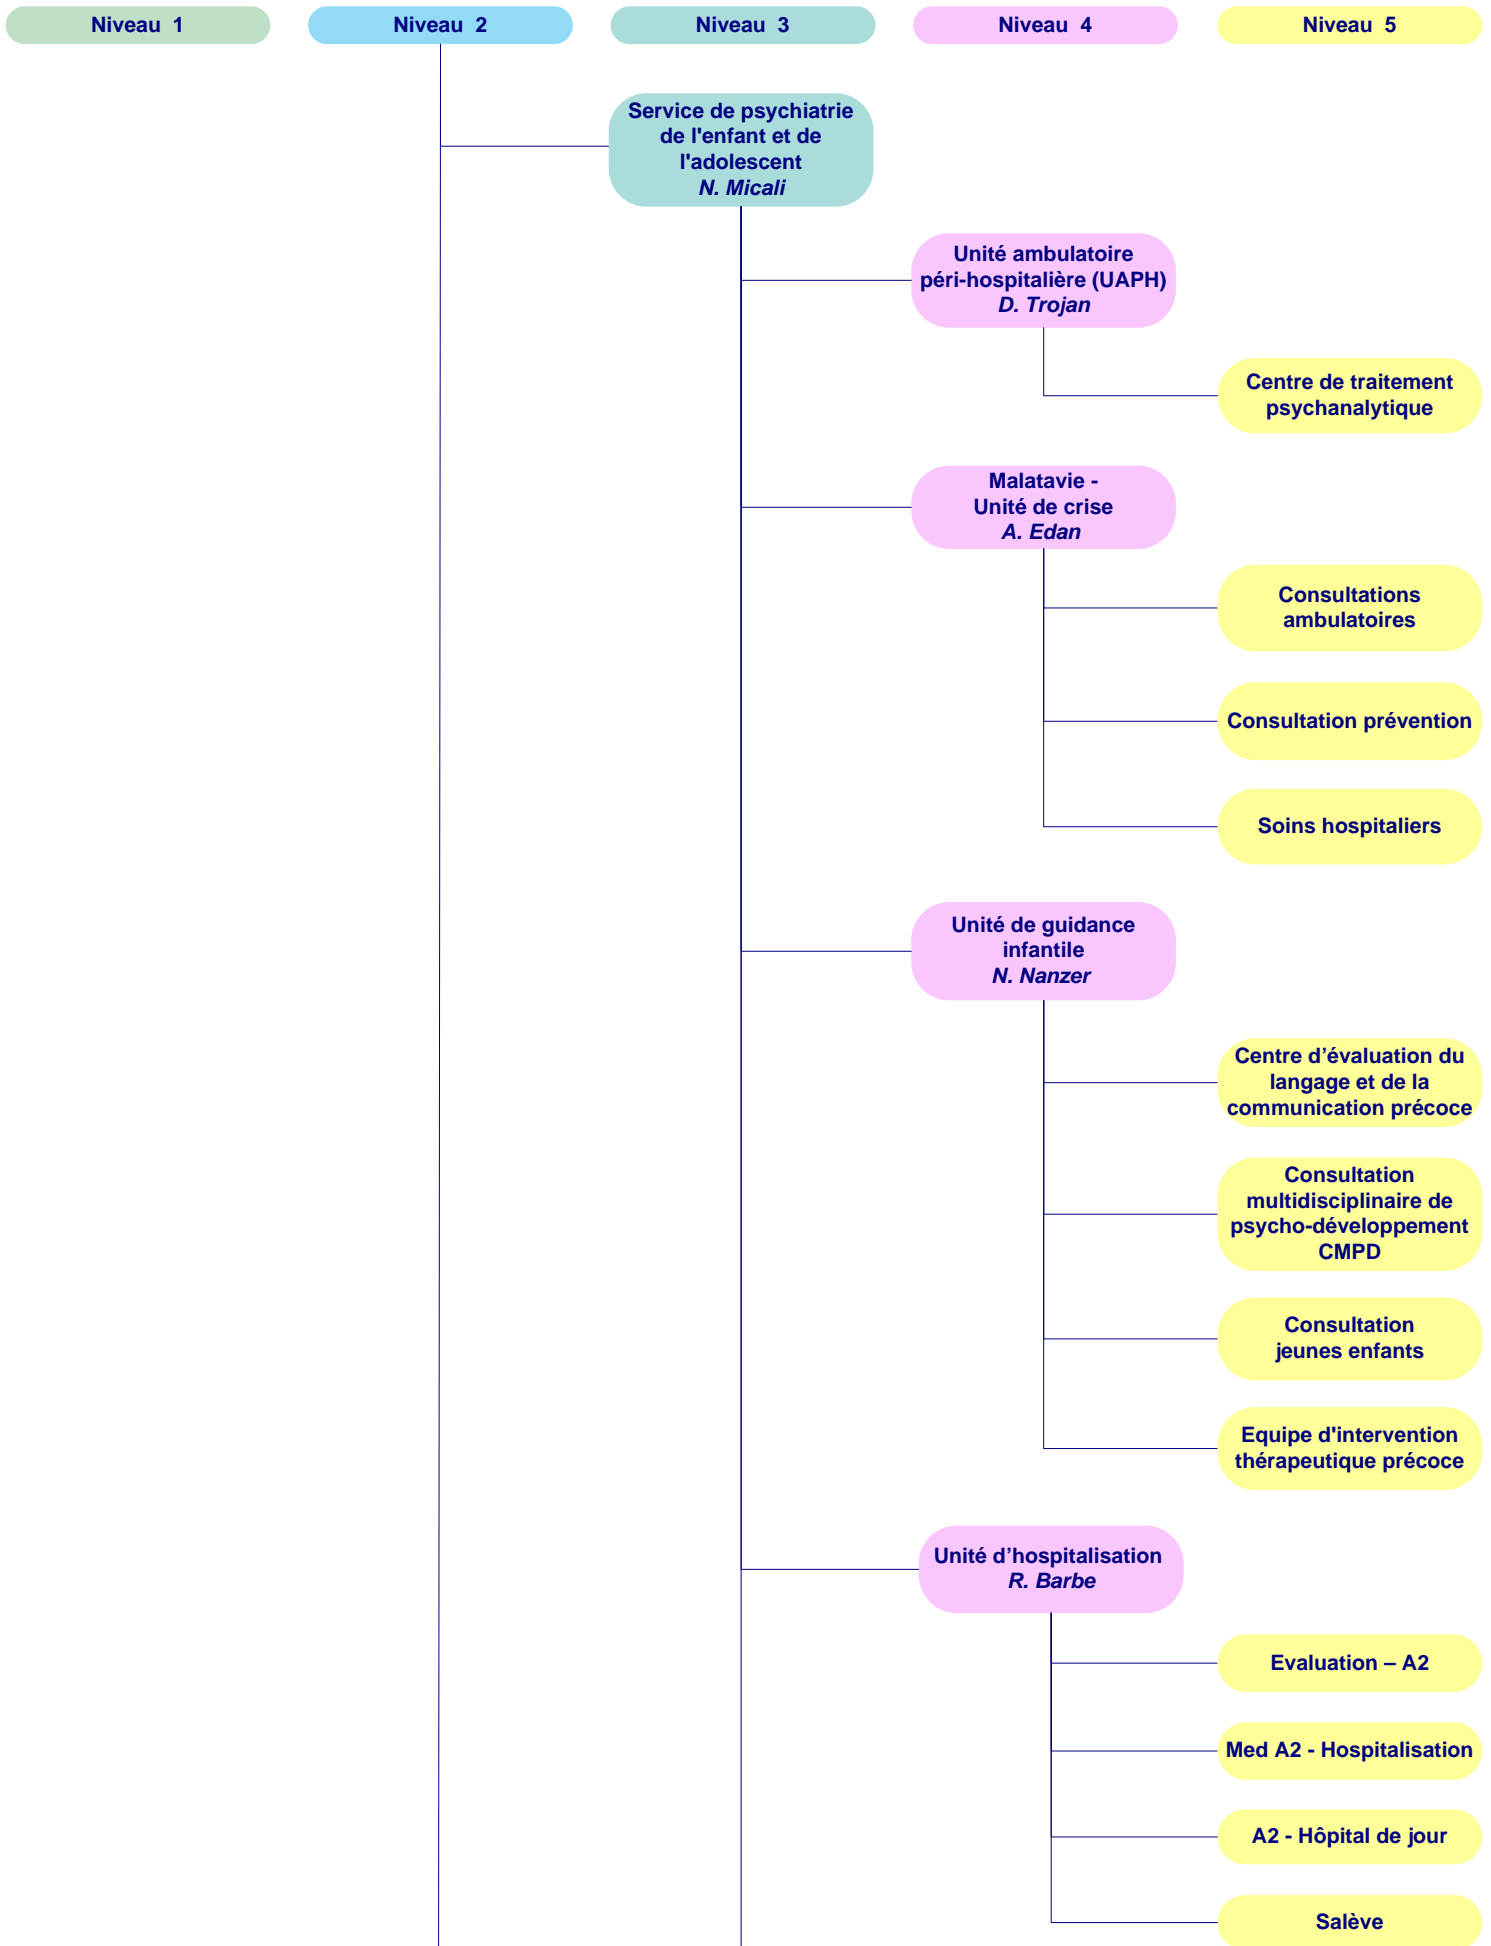 Niveau  1
Niveau  2
Niveau  3
Niveau  4
Niveau  5
Service de psychiatrie
de l'enfant et de
l'adolescent
N. Micali
Unité ambulatoire
péri-hospitalière (UAPH)
D. Trojan
Centre de traitement
psychanalytique
Malatavie -
Unité de crise
A. Edan
Consultations
ambulatoires
Consultation prévention
Soins hospitaliers
Unité de guidance
infantile
N. Nanzer
Centre d’évaluation du
langage et de la
communication précoce
Consultation
multidisciplinaire de
psycho-développement
CMPD
Consultation
jeunes enfants
Equipe d'intervention
thérapeutique précoce
Unité d’hospitalisation
R. Barbe
Evaluation – A2
Med A2 - Hospitalisation
A2 - Hôpital de jour
Salève